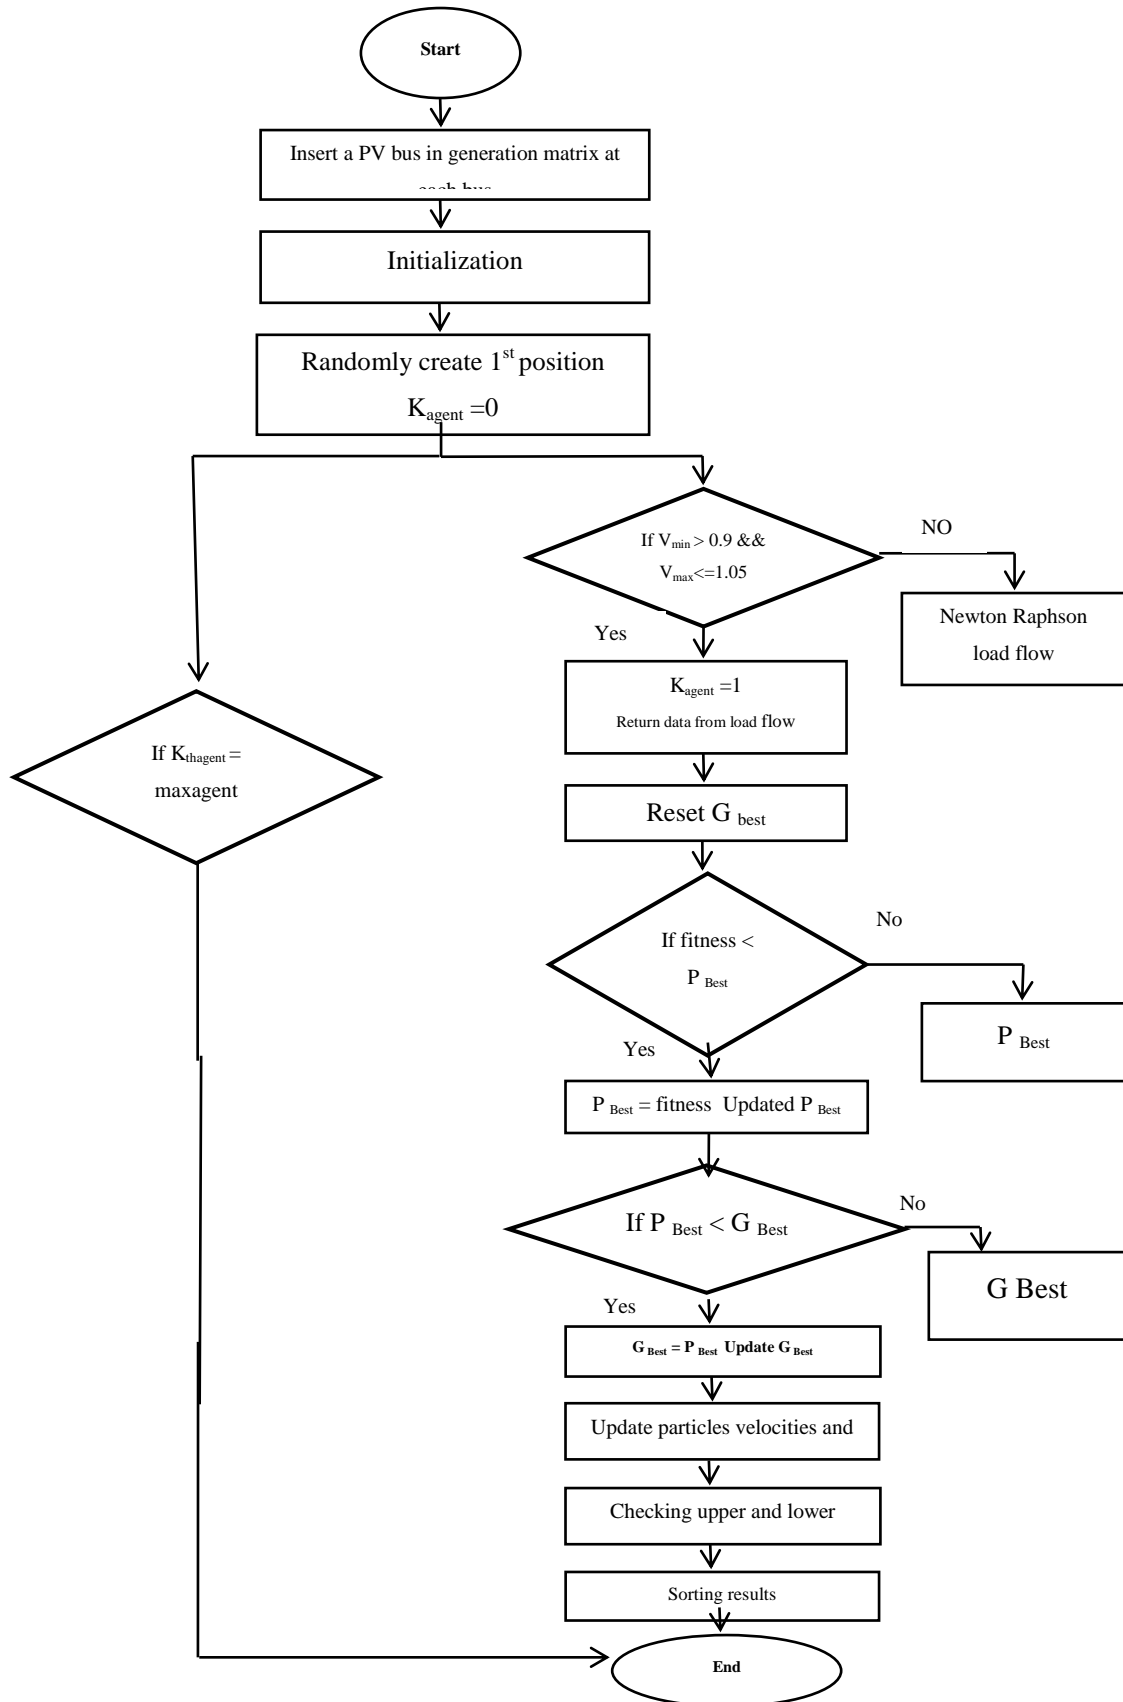 Start
Insert a PV bus in generation matrix at
each bus
Initialization
Randomly create 1st position
Kagent =0
If Vmin > 0.9 &&
Vmax<=1.05
NO
Newton Raphson
load flow
Yes
Kagent =1
Return data from load flow
If Kthagent =
maxagent
Reset G best
If fitness <
P Best
No
P Best
Yes
P Best = fitness Updated P Best
If P Best < G Best
No
G Best
Yes
G Best = P Best Update G Best
Update particles velocities and
Checking upper and lower
Sorting results
End